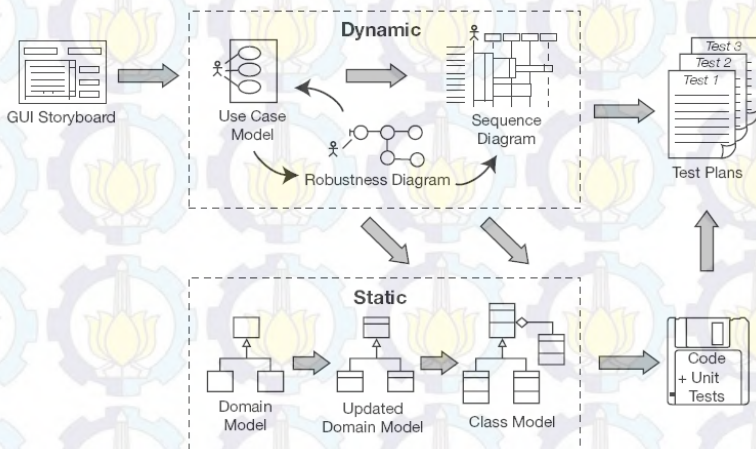 Dynamic
GUI Storyboard
Use Case
Model
Robustness Diagram
Sequence
Diagram
Test 3
Test 2
Test 1
Test Plans
Static
Domain
Model
Updated
Domain Model
Class Model
Code
+ Unit
Tests